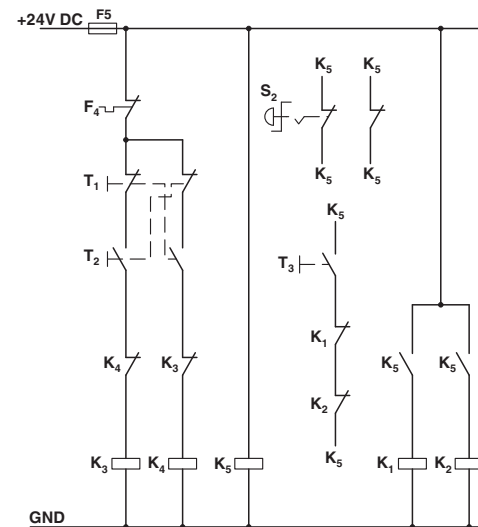 +24V DC F5
K5 K5
S2
F4
K5 K5
T1
K5
T2 T3
K1
K4 K3 K5 K5
K2
K5
K3 K4 K5 K1 K2
GND